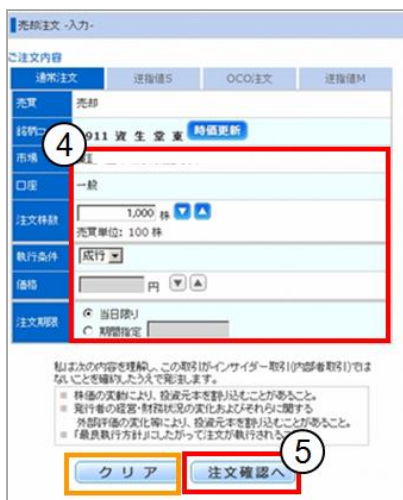 売却注文 -入力-
ご注文内容
通常注文 逆指値S OCO注文 逆指値M
売買 売却
銘柄コ 911 資 生 堂 東 時価更新
④
市場
口座 一般
注文株数 1,000 株
売買単位: 100 株
執行条件 成行
価格 円
注文期限 当日限り
期間指定
私は次の内容を理解し、この取引がインサイダー取引(内部者取引)では
ないことを確約したうえで発注します。
株価の変動により、投資元本を割り込むことがあること。
発行者の経営・財務状況の変化およびそれらに関する
外部評価の変化等により、投資元本を割り込むことがあること。
「最良執行方針」にしたがって注文が執行されるこ
⑤
クリア 注文確認へ